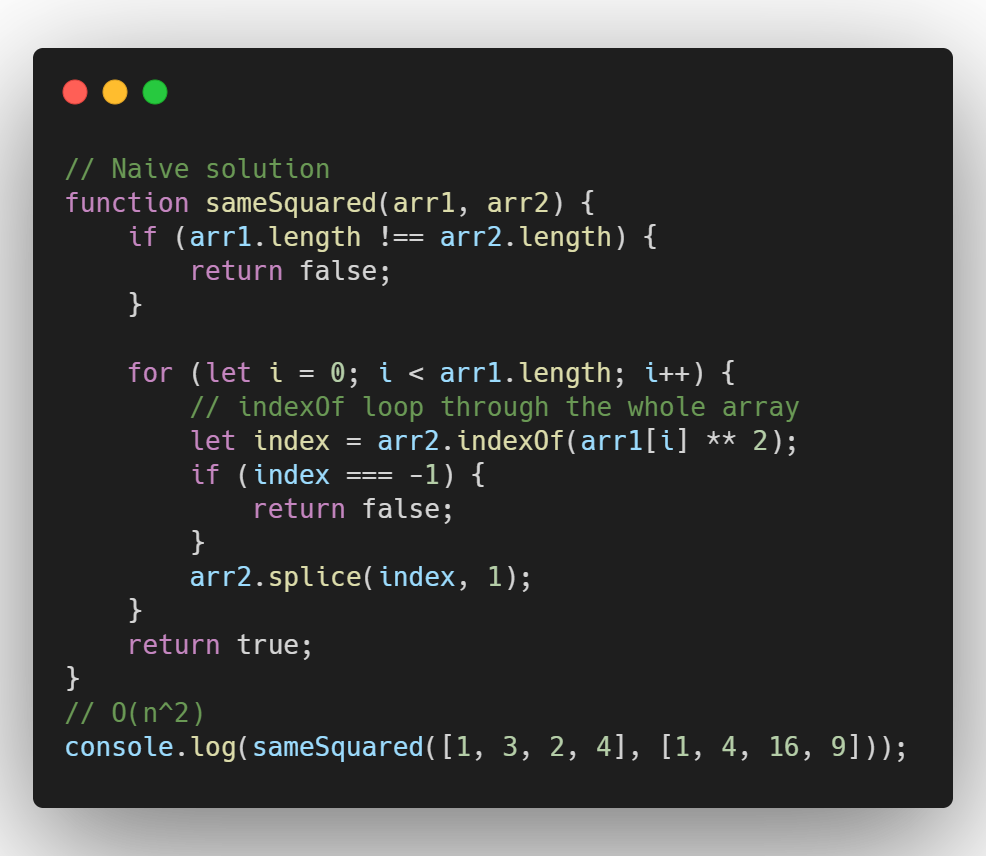 // Naive solution
function sameSquared(arr1, arr2) {
    if (arr1.length !== arr2.length) {
        return false;
    }

    for (let i = 0; i < arr1.length; i++) {
        // indexOf loop through the whole array
        let index = arr2.indexOf(arr1[i] ** 2);
        if (index === -1) {
            return false;
        }
        arr2.splice(index, 1);
    }
    return true;
}
// O(n^2)
console.log(sameSquared([1, 3, 2, 4], [1, 4, 16, 9]));